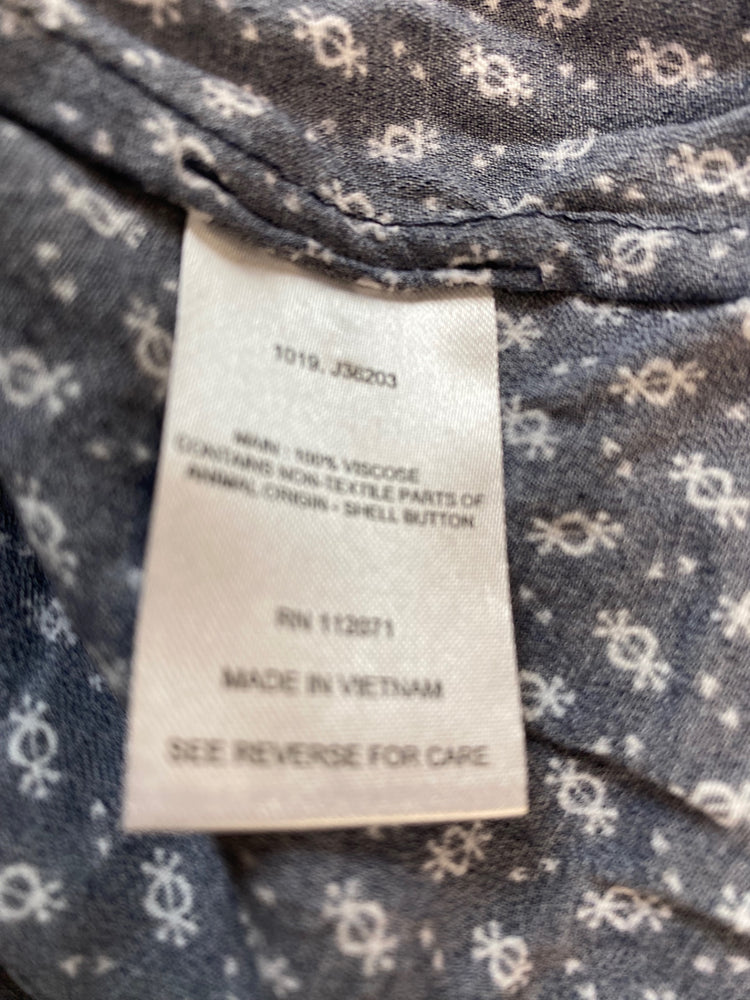 1019, J36203
MAIN : 100% VISCOSE
CONTAINS NON-TEXTILE PARTS OF
ANIMAL ORIGIN - SHELL BUTTON
RN 112071
MADE IN VIETNAM
SEE REVERSE FOR CARE